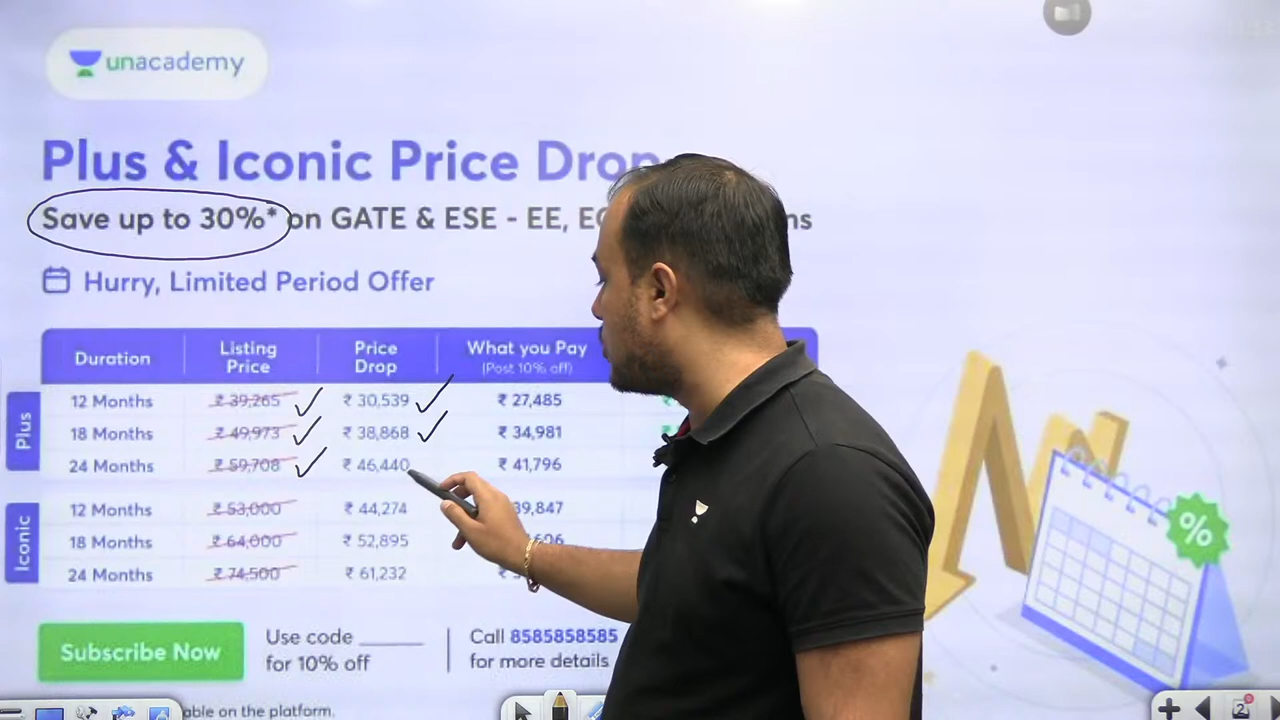 unacademy
Plus & Iconic Price Drop
Save up to 30%* on GATE & ESE - EE,
Hurry, Limited Period Offer
Duration Listing Price Price Drop What you Pay (Post 10% off)
Plus
12 Months ₹ 39,265 ₹ 30,539 ₹ 27,485
18 Months ₹ 49,973 ₹ 38,868 ₹ 34,981
24 Months ₹ 59,708 ₹ 46,440 ₹ 41,796
Iconic
12 Months ₹ 53,000 ₹ 44,274 39,847
18 Months ₹ 64,000 ₹ 52,895
24 Months ₹ 74,500 ₹ 61,232
%
Subscribe Now
Use code ______
for 10% off
Call 8585858585
for more details
on the platform.
2